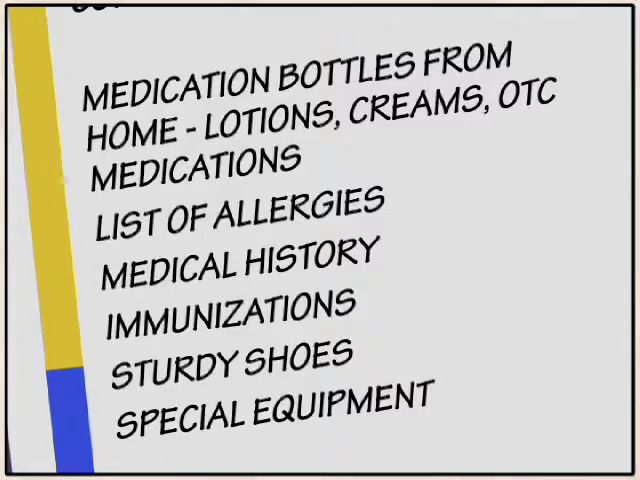 MEDICATION BOTTLES FROM
HOME - LOTIONS, CREAMS, OTC
MEDICATIONS
LIST OF ALLERGIES
MEDICAL HISTORY
IMMUNIZATIONS
STURDY SHOES
SPECIAL EQUIPMENT